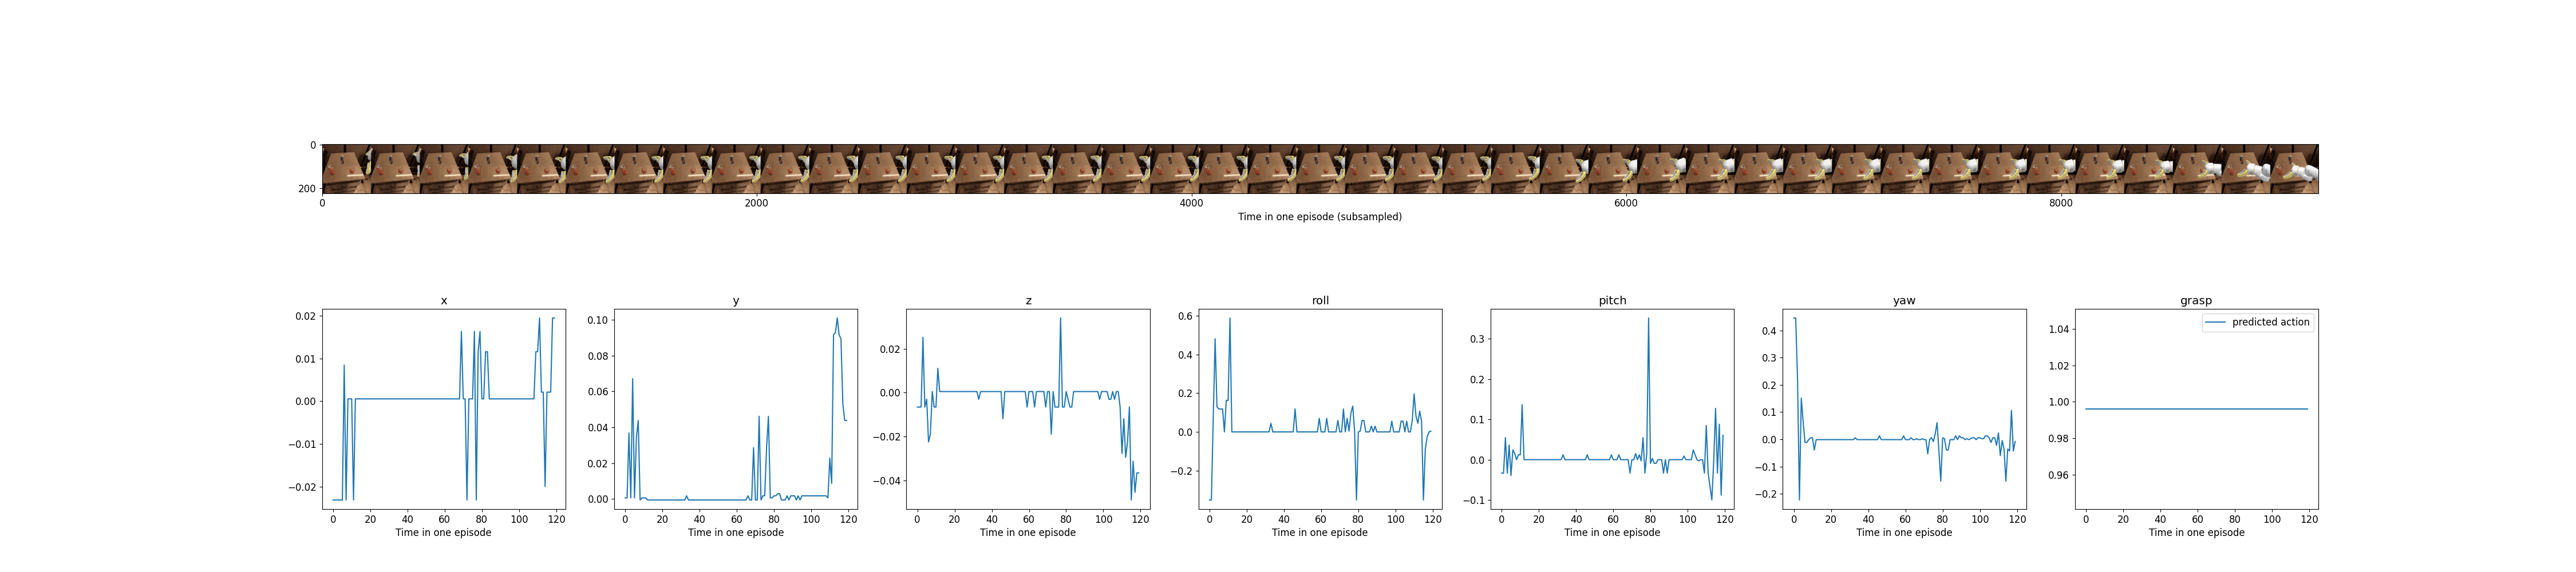 0
200
0 2000 4000 6000 8000
Time in one episode (subsampled)
x
0.02
0.01
0.00
−0.01
−0.02
0 20 40 60 80 100 120
Time in one episode
y
0.10
0.08
0.06
0.04
0.02
0.00
0 20 40 60 80 100 120
Time in one episode
z
0.02
0.00
−0.02
−0.04
0 20 40 60 80 100 120
Time in one episode
roll
0.6
0.4
0.2
0.0
−0.2
0 20 40 60 80 100 120
Time in one episode
pitch
0.3
0.2
0.1
0.0
−0.1
0 20 40 60 80 100 120
Time in one episode
yaw
0.4
0.3
0.2
0.1
0.0
−0.1
−0.2
0 20 40 60 80 100 120
Time in one episode
grasp
predicted action
1.04
1.02
1.00
0.98
0.96
0 20 40 60 80 100 120
Time in one episode